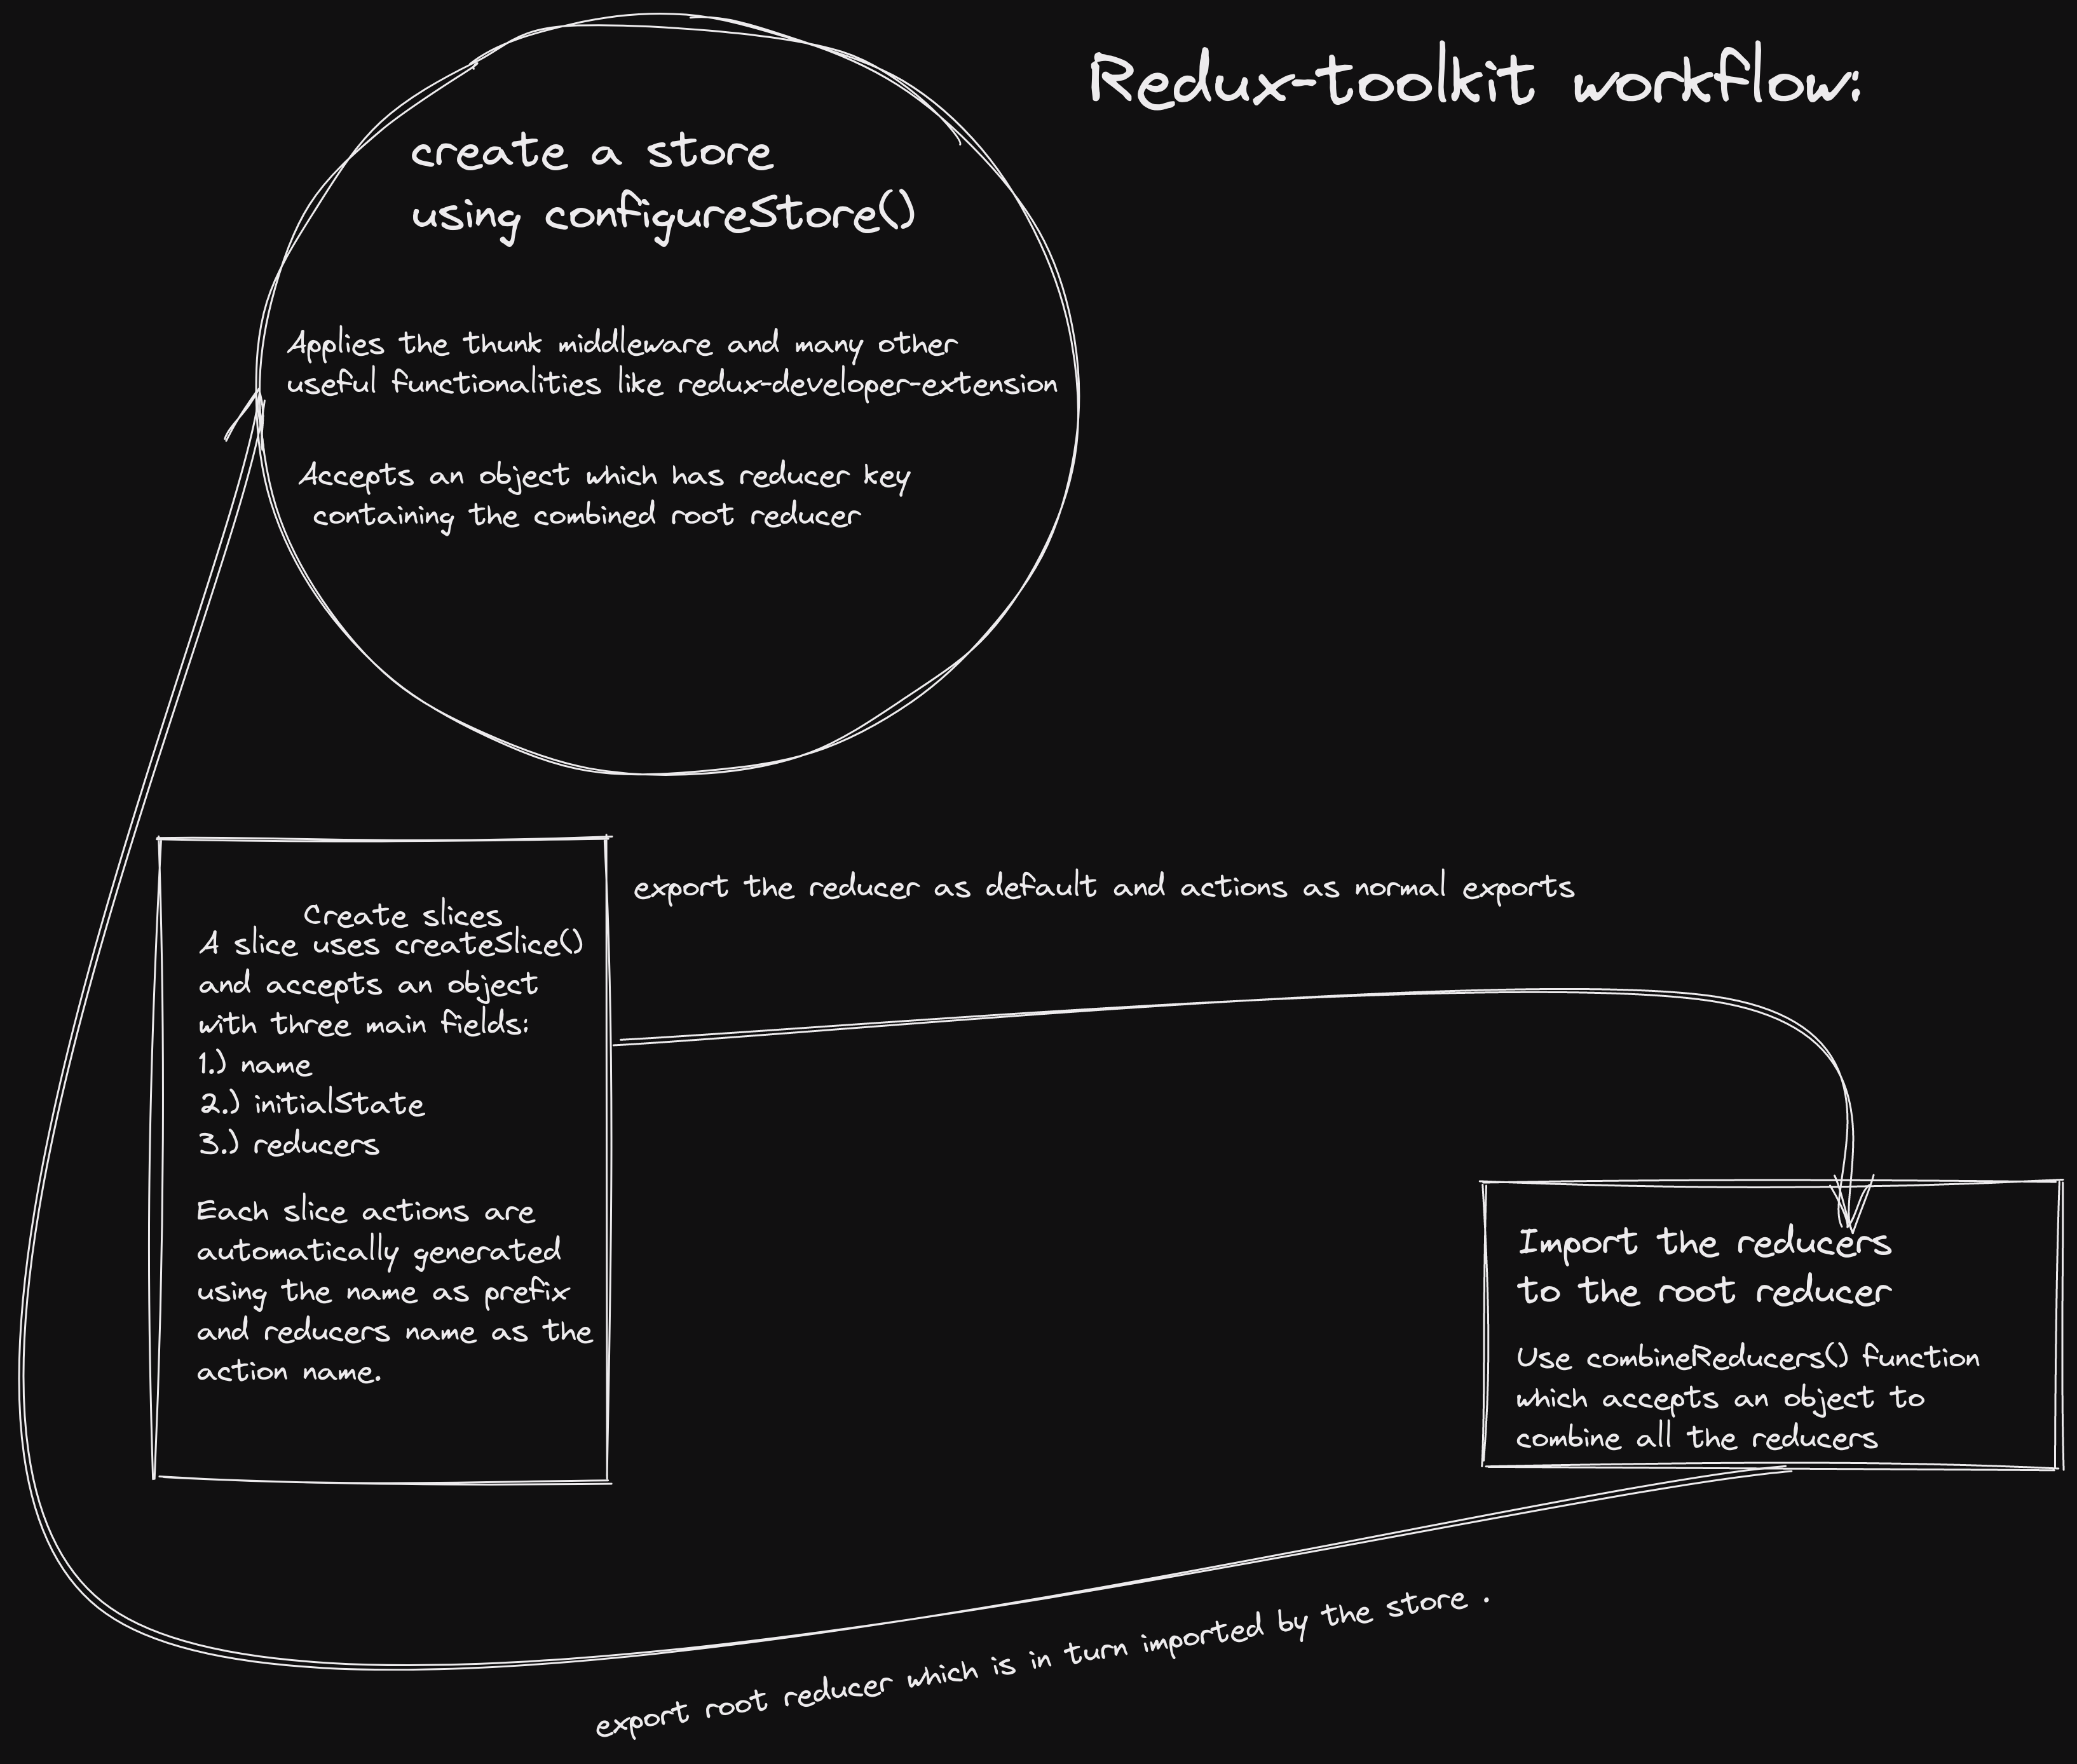 Redux-toolkit workflow:
create a store
using configureStore()
Applies the thunk middleware and many other
useful functionalities like redux-developer-extension
Accepts an object which has reducer key
containing the combined root reducer
Create slices
A slice uses createSlice()
and accepts an object
with three main fields:
1.) name
2.) initialState
3.) reducers
Each slice actions are
automatically generated
using the name as prefix
and reducers name as the
action name.
export the reducer as default and actions as normal exports
Import the reducers
to the root reducer
Use combineReducers() function
which accepts an object to
combine all the reducers
export root reducer which is in turn imported by the store .